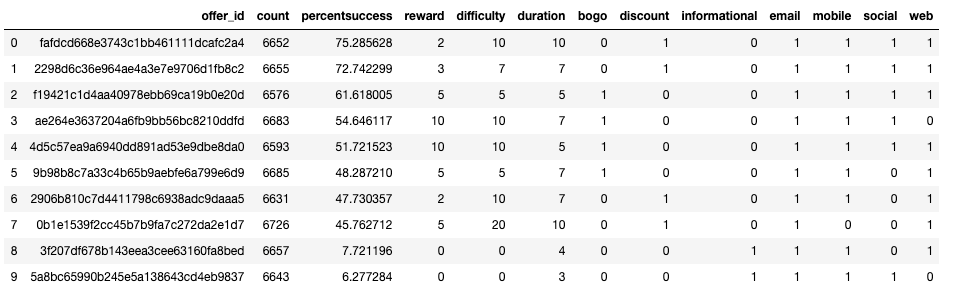 offer_id count percentsuccess reward difficulty duration bogo discount informational email mobile social web
0 fafdcd668e3743c1bb461111dcafc2a4 6652 75.285628 2 10 10 0 1 0 1 1 1 1
1 2298d6c36e964ae4a3e7e9706d1fb8c2 6655 72.742299 3 7 7 0 1 0 1 1 1 1
2 f19421c1d4aa40978ebb69ca19b0e20d 6576 61.618005 5 5 5 1 0 0 1 1 1 1
3 ae264e3637204a6fb9bb56bc8210ddfd 6683 54.646117 10 10 7 1 0 0 1 1 1 0
4 4d5c57ea9a6940dd891ad53e9dbe8da0 6593 51.721523 10 10 5 1 0 0 1 1 1 1
5 9b98b8c7a33c4b65b9aebfe6a799e6d9 6685 48.287210 5 5 7 1 0 0 1 1 0 1
6 2906b810c7d4411798c6938adc9daaa5 6631 47.730357 2 10 7 0 1 0 1 1 0 1
7 0b1e1539f2cc45b7b9fa7c272da2e1d7 6726 45.762712 5 20 10 0 1 0 1 0 0 1
8 3f207df678b143eea3cee63160fa8bed 6657 7.721196 0 0 4 0 0 1 1 1 0 1
9 5a8bc65990b245e5a138643cd4eb9837 6643 6.277284 0 0 3 0 0 1 1 1 1 0